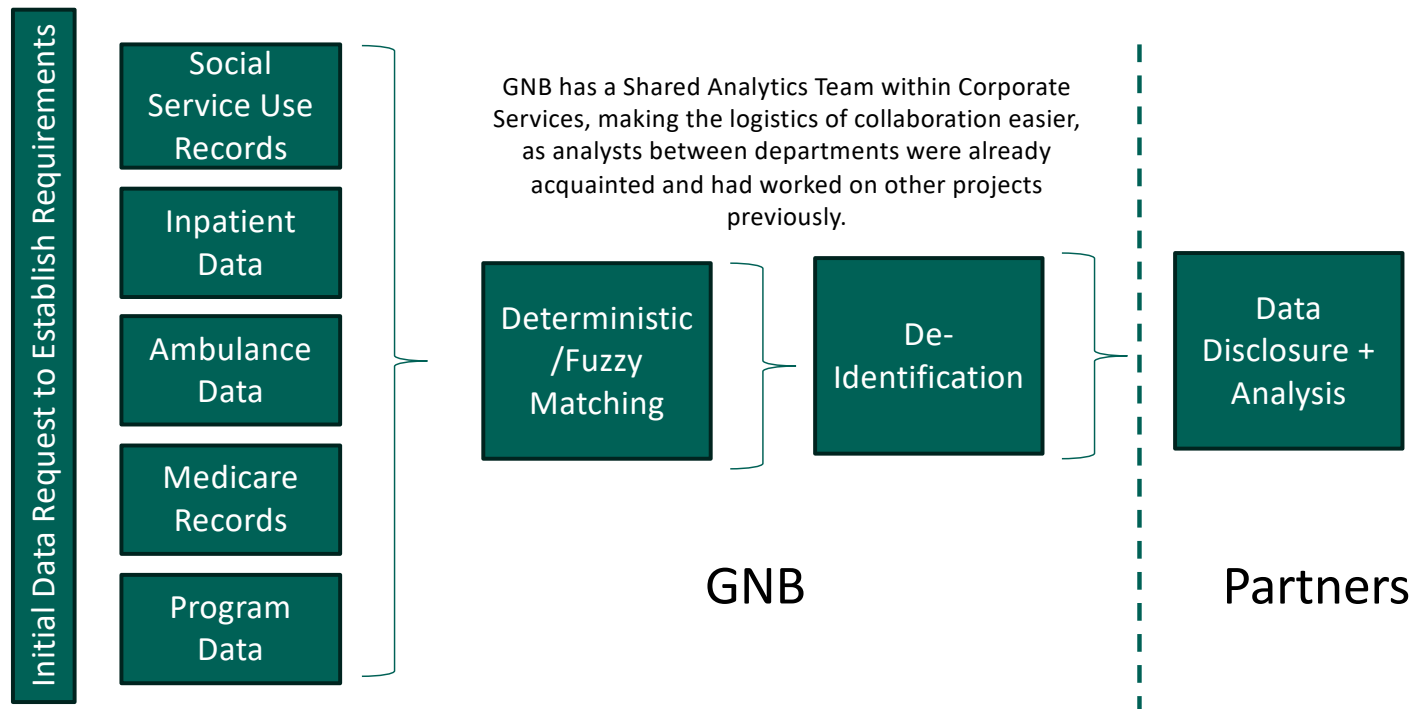 Initial Data Request to Establish Requirements
Social
Service Use
Records
Inpatient
Data
Ambulance
Data
Medicare
Records
Program
Data
GNB has a Shared Analytics Team within Corporate
Services, making the logistics of collaboration easier,
as analysts between departments were already
acquainted and had worked on other projects
previously.
Deterministic
/Fuzzy
Matching
De-
Identification
Data
Disclosure +
Analysis
GNB
Partners